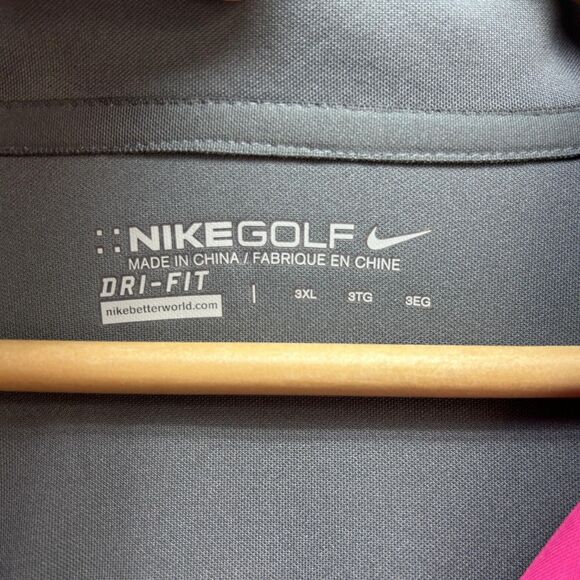 NIKEGOLF
MADE IN CHINA / FABRIQUE EN CHINE
DRI-FIT | 3XL 3TG 3EG
nikebetterworld.com